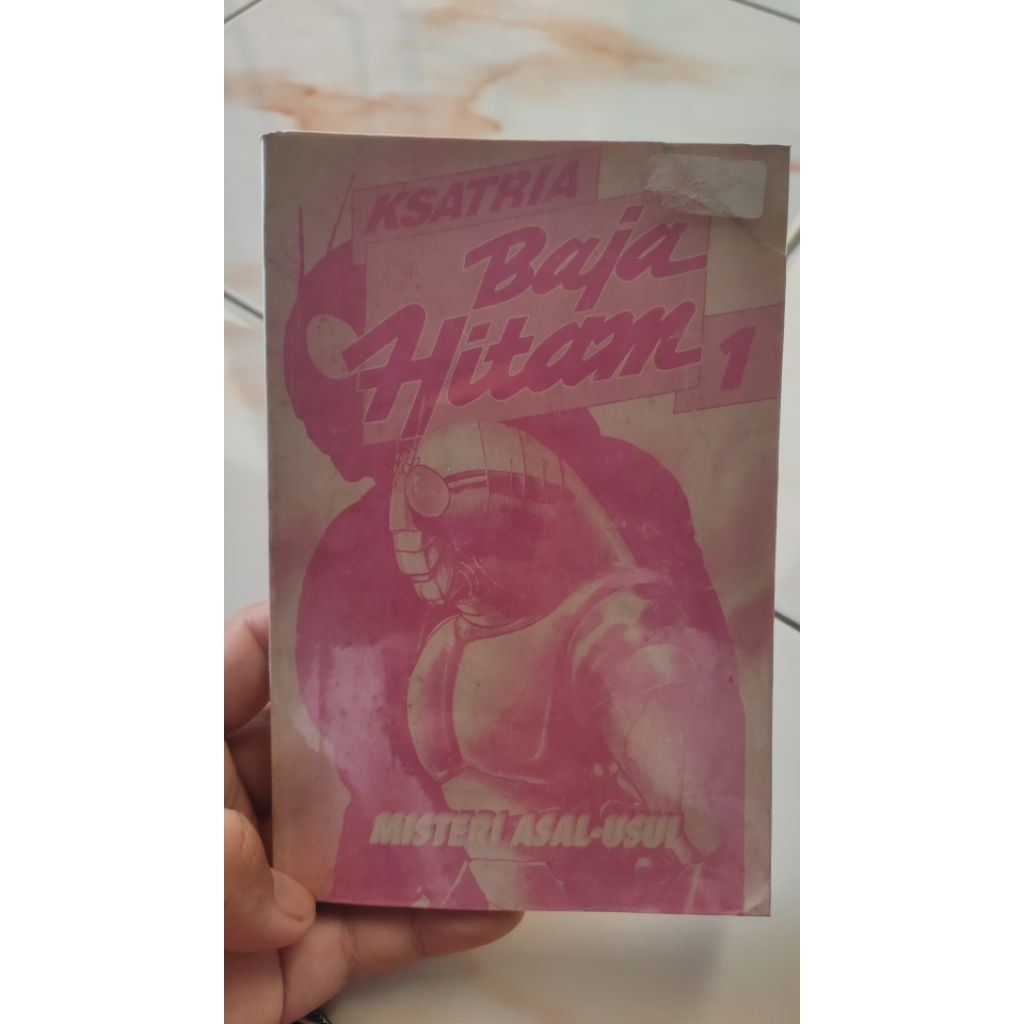 KSATRIA
Baja
Hitam
1
MISTERI ASAL-USUL